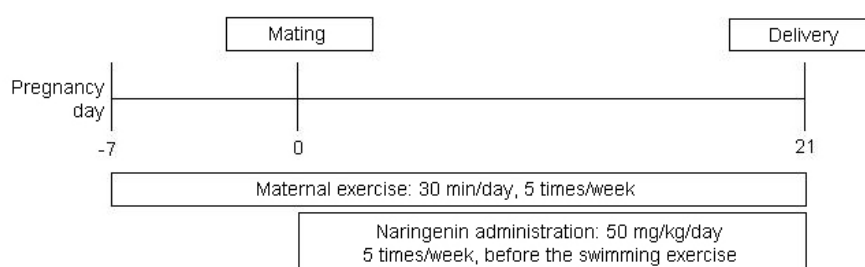 Mating
Delivery
Pregnancy
day
-7
0
21
Maternal exercise: 30 min/day, 5 times/week
Naringenin administration: 50 mg/kg/day
5 times/week, before the swimming exercise